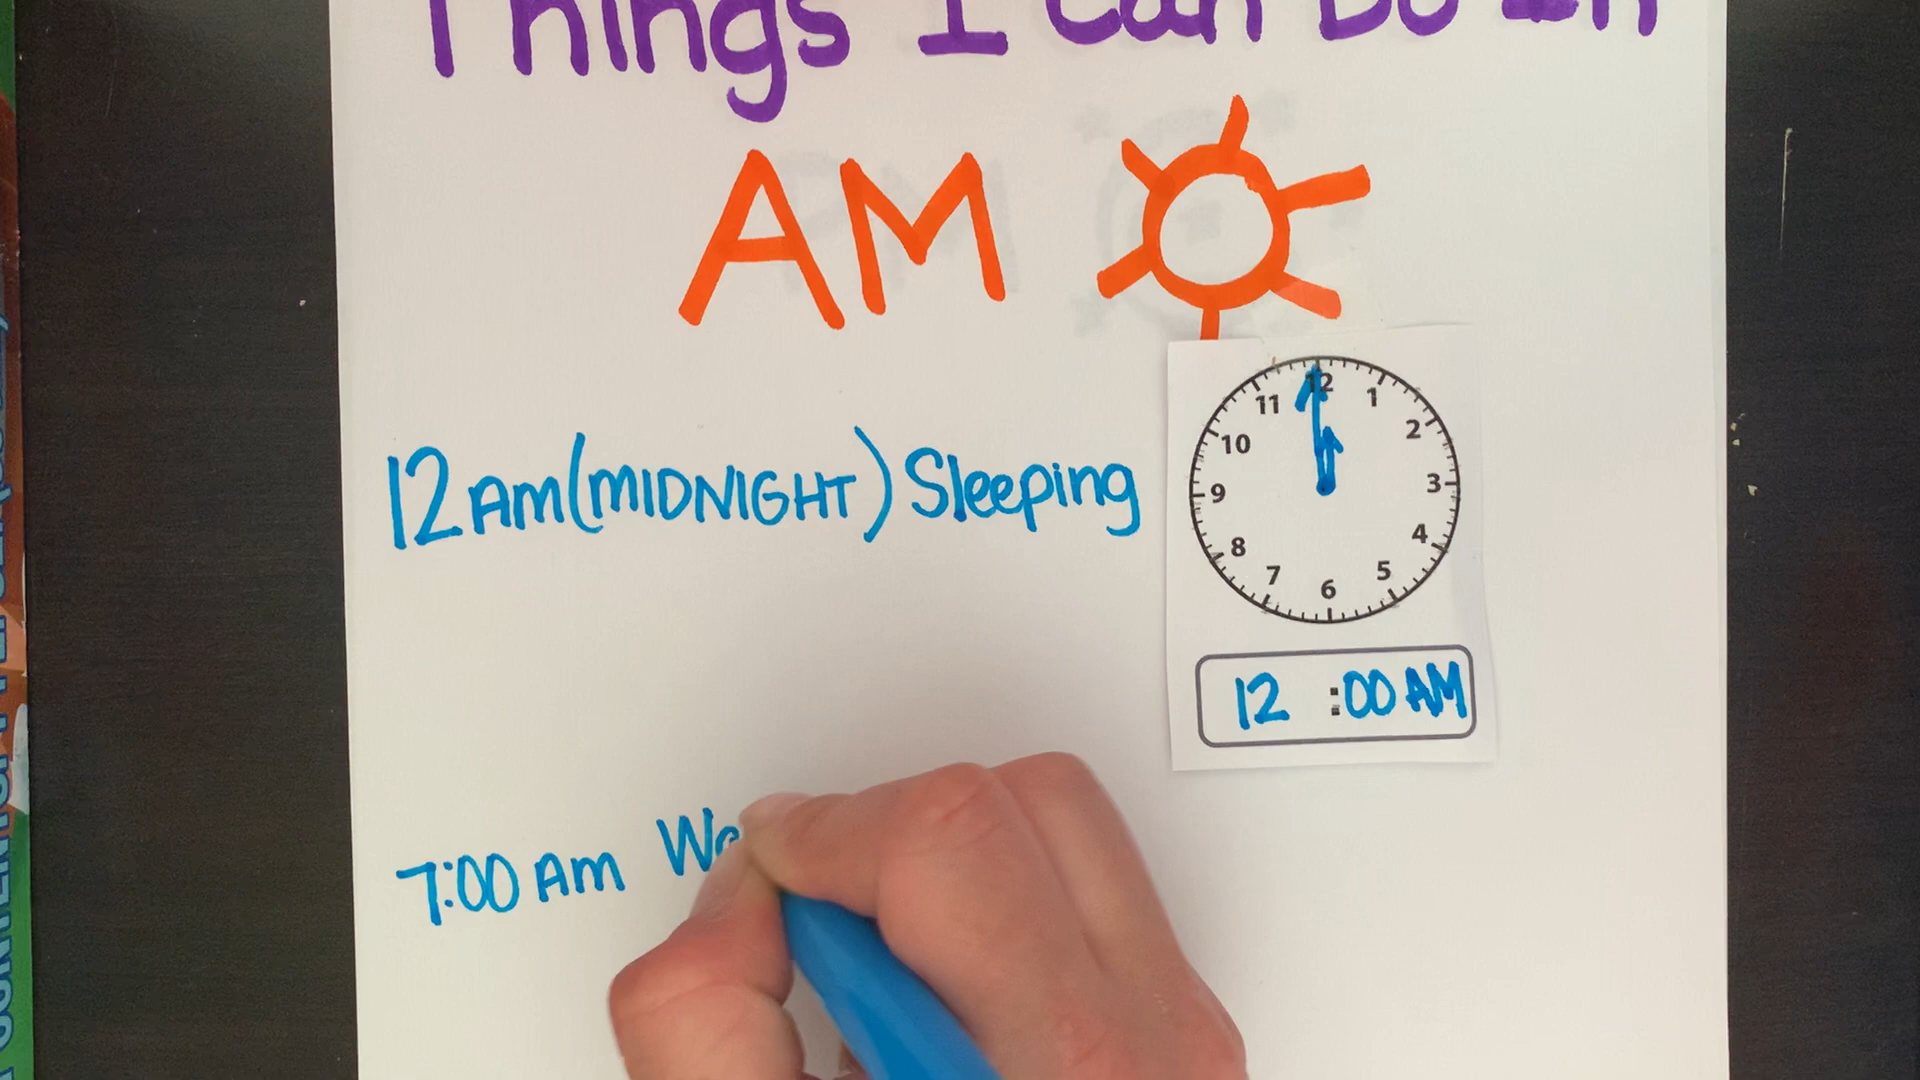 Things I Can Do In
AM
12 AM (MIDNIGHT) Sleeping
11 12 1
10 2
9 3
8 4
7 6 5
12 :00 AM
7:00 Am